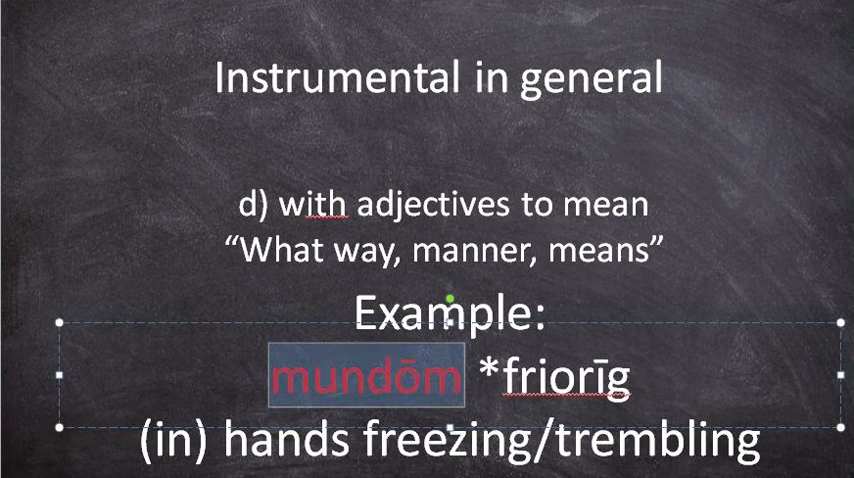 Instrumental in general
d) with adjectives to mean
“What way, manner, means”
Example:
mundōm *friorīg
(in) hands freezing/trembling